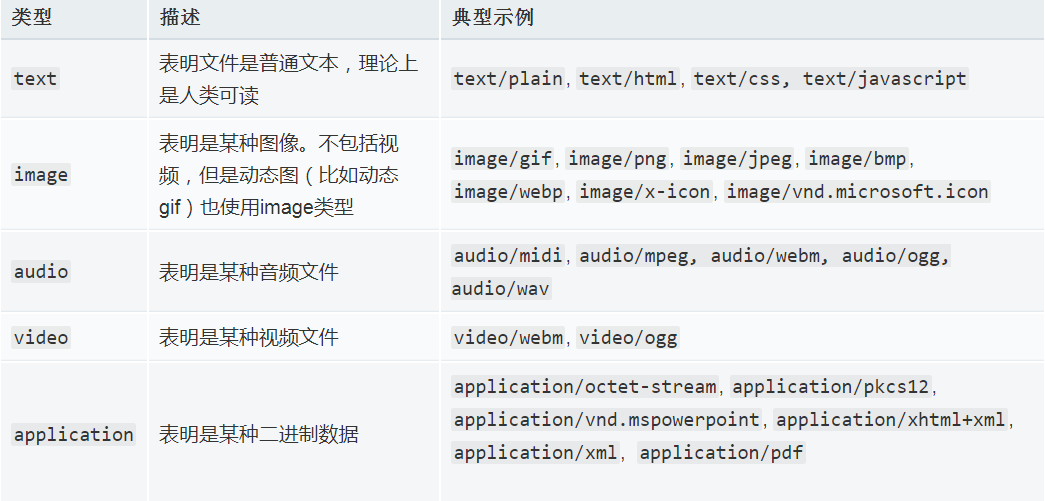 类型 描述 典型示例
text 表明文件是普通文本，理论上是人类可读 text/plain, text/html, text/css, text/javascript
image 表明是某种图像。不包括视频，但是动态图（比如动态gif）也使用image类型 image/gif, image/png, image/jpeg, image/bmp, image/webp, image/x-icon, image/vnd.microsoft.icon
audio 表明是某种音频文件 audio/midi, audio/mpeg, audio/webm, audio/ogg, audio/wav
video 表明是某种视频文件 video/webm, video/ogg
application 表明是某种二进制数据 application/octet-stream, application/pkcs12, application/vnd.mspowerpoint, application/xhtml+xml, application/xml, application/pdf